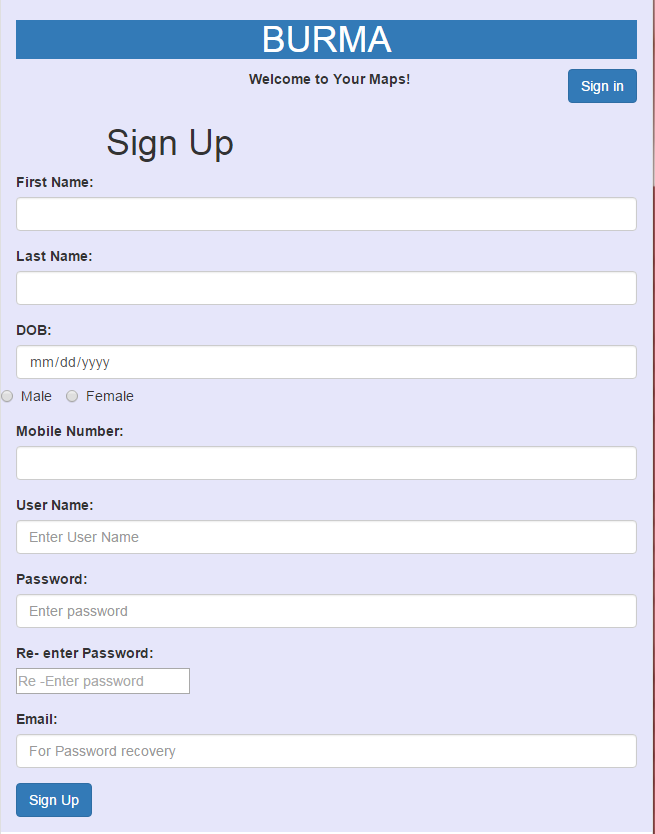 BURMA
Welcome to Your Maps!
Sign in
Sign Up
First Name:
Last Name:
DOB:
mm/dd/yyyy
Male Female
Mobile Number:
User Name:
Enter User Name
Password:
Enter password
Re- enter Password:
Re -Enter password
Email:
For Password recovery
Sign Up